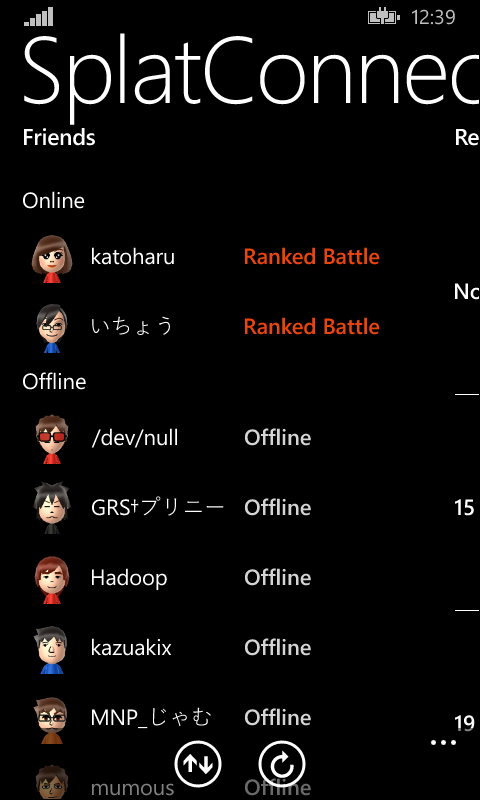 12:39
SplatConnec
Friends
Re
Online
katoharu Ranked Battle
No
いちょう Ranked Battle
Offline
/dev/null Offline
GRS†プリニー Offline
15
Hadoop Offline
kazuakix Offline
MNP_じゃむ Offline
19
mumous Offline